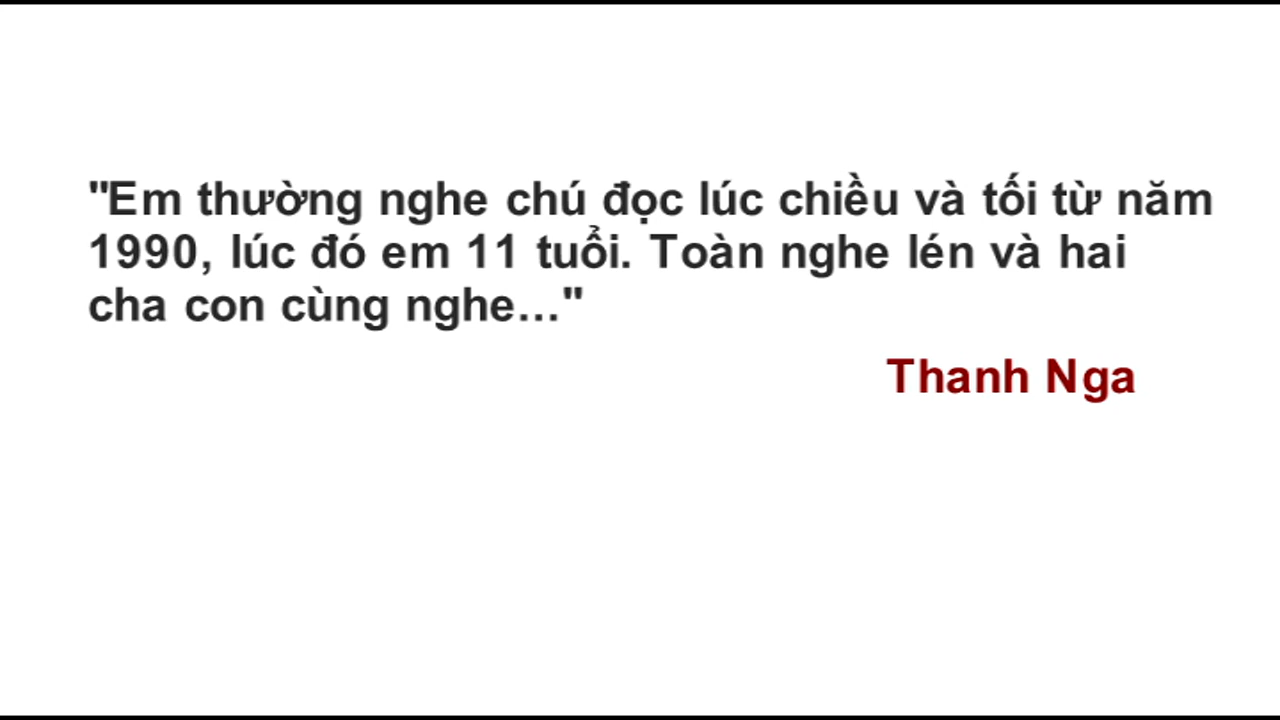 "Em thường nghe chú đọc lúc chiều và tối từ năm
1990, lúc đó em 11 tuổi. Toàn nghe lén và hai
cha con cùng nghe..."
Thanh Nga